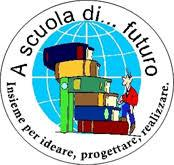 A scuola di... futuro
Insieme per ideare, progettare, realizzare.